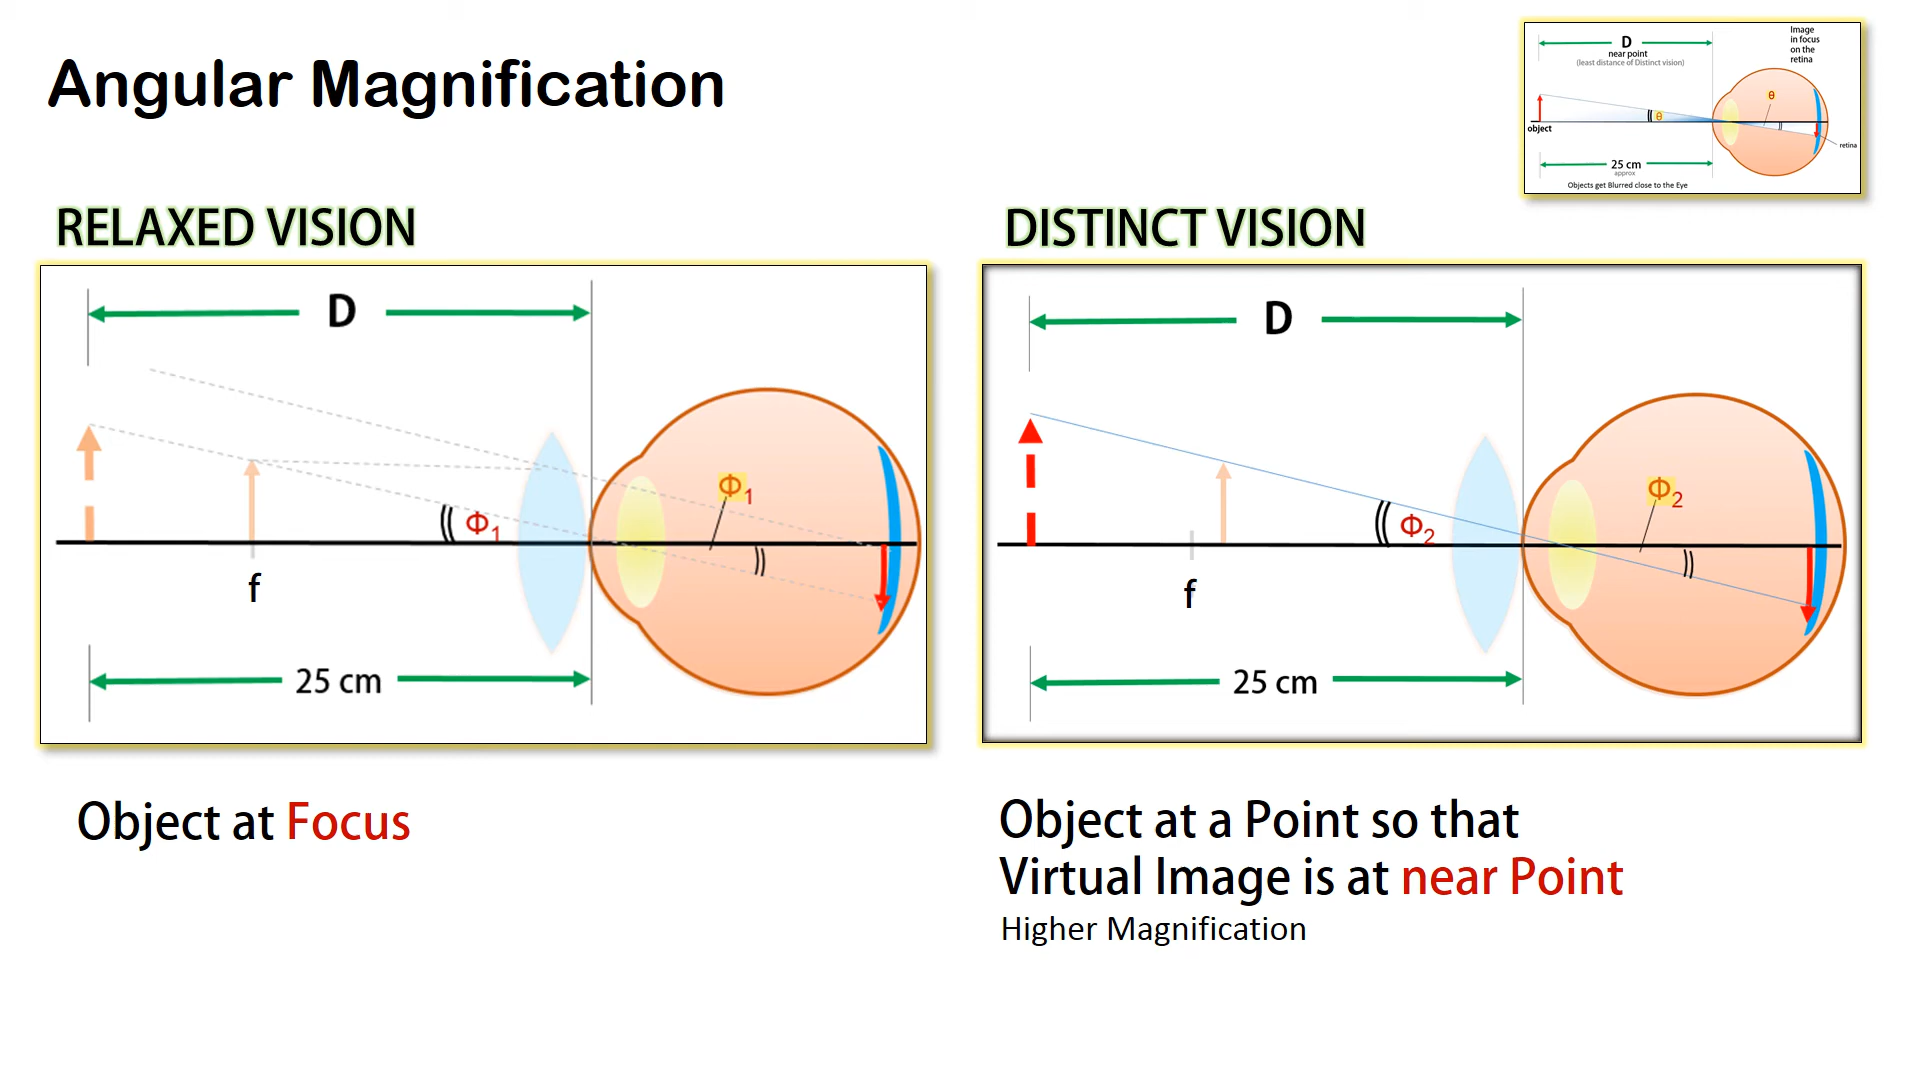 Angular Magnification
D
near point
(least distance of Distinct vision)
Image
in focus
on the
retina
θ
θ
object
retina
25 cm
approx
Objects get Blurred close to the Eye
RELAXED VISION
D
Φ1
Φ1
f
25 cm
Object at Focus
DISTINCT VISION
D
Φ2
Φ2
f
25 cm
Object at a Point so that
Virtual Image is at near Point
Higher Magnification